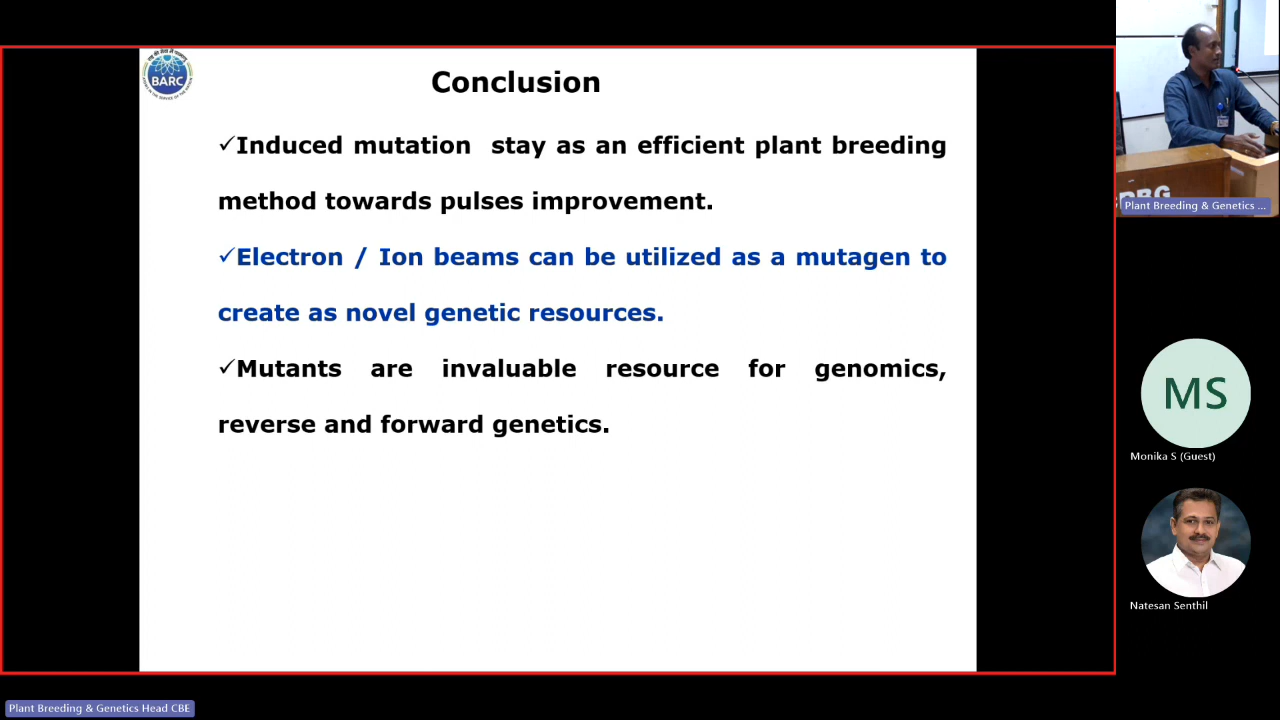 BARC
Conclusion
✓Induced mutation stay as an efficient plant breeding
method towards pulses improvement.
✓Electron / Ion beams can be utilized as a mutagen to
create as novel genetic resources.
✓Mutants are invaluable resource for genomics,
reverse and forward genetics.
PBG
Plant Breeding & Genetics ...
MS
Monika S (Guest)
Natesan Senthil
Plant Breeding & Genetics Head CBE